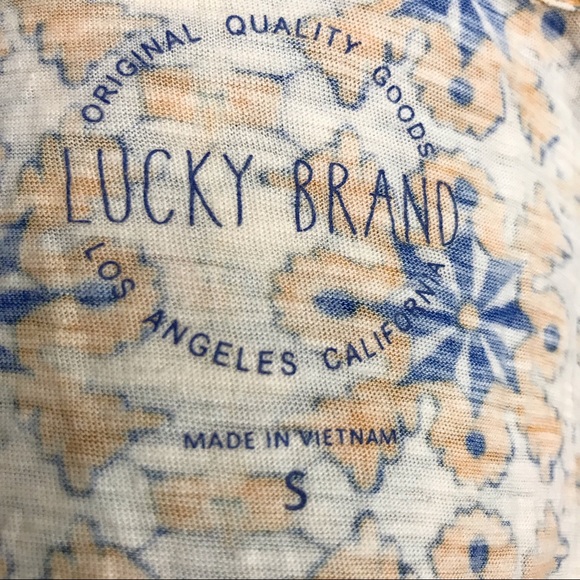 ORIGINAL QUALITY GOODS
LUCKY BRAND
LOS ANGELES CALIFORNIA
MADE IN VIETNAM
S